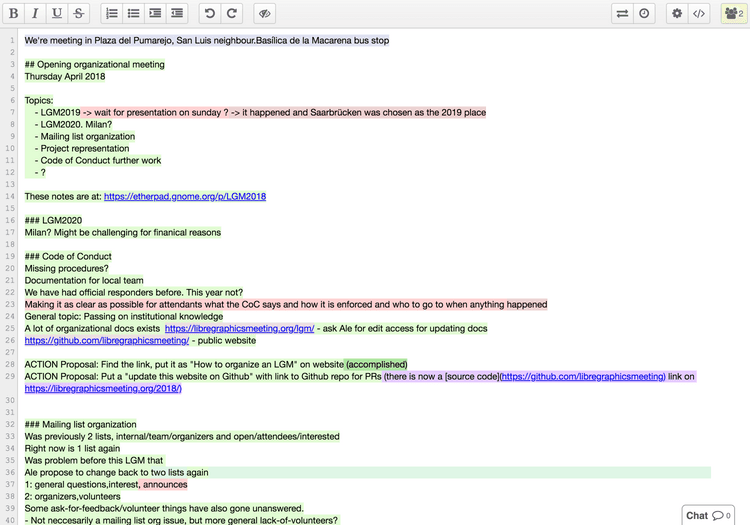 B I U S
2
1 We're meeting in Plaza del Pumarejo, San Luis neighbour.Basílica de la Macarena bus stop
2
3 ## Opening organizational meeting
4 Thursday April 2018
5
6 Topics:
7 - LGM2019 -> wait for presentation on sunday ? -> it happened and Saarbrücken was chosen as the 2019 place
8 - LGM2020. Milan?
9 - Mailing list organization
10 - Project representation
11 - Code of Conduct further work
12 - ?
13
14 These notes are at: https://etherpad.gnome.org/p/LGM2018
15
16 ### LGM2020
17 Milan? Might be challenging for finanical reasons
18
19 ### Code of Conduct
20 Missing procedures?
21 Documentation for local team
22 We have had official responders before. This year not?
23 Making it as clear as possible for attendants what the CoC says and how it is enforced and who to go to when anything happened
24 General topic: Passing on institutional knowledge
25 A lot of organizational docs exists https://libregraphicsmeeting.org/lgm/ - ask Ale for edit access for updating docs
26 https://github.com/libregraphicsmeeting/ - public website
27
28 ACTION Proposal: Find the link, put it as "How to organize an LGM" on website (accomplished)
29 ACTION Proposal: Put a "update this website on Github" with link to Github repo for PRs (there is now a [source code](https://github.com/libregraphicsmeeting) link on
https://libregraphicsmeeting.org/2018/)
30
31
32 ### Mailing list organization
33 Was previously 2 lists, internal/team/organizers and open/attendees/interested
34 Right now is 1 list again
35 Was problem before this LGM that
36 Ale propose to change back to two lists again
37 1: general questions,interest, announces
38 2: organizers,volunteers
39 Some ask-for-feedback/volunteer things have also gone unanswered.
40 - Not neccesarily a mailing list org issue, but more general lack-of-volunteers?
Chat 0